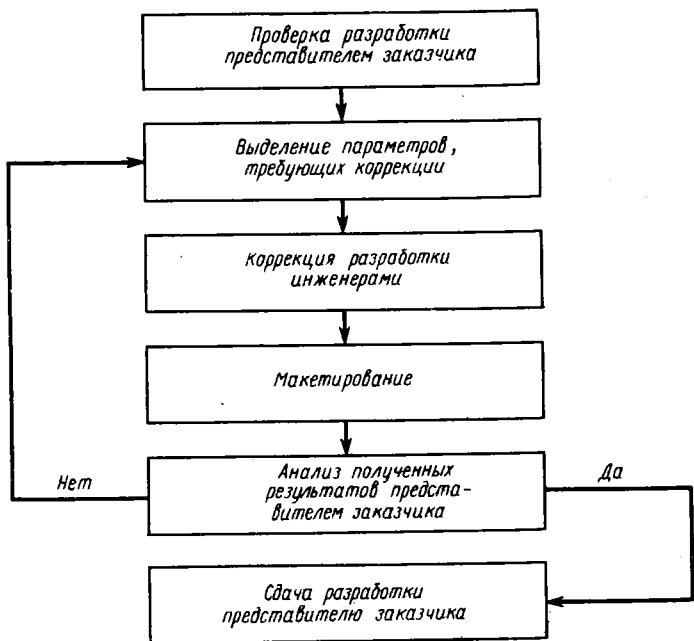 Проверка разработки
представителем заказчика
Выделение параметров,
требующих коррекции
Коррекция разработки
инженерами
Макетирование
Анализ полученных
результатов предста-
вителем заказчика
Нет
Да
Сдача разработки
представителю заказчика